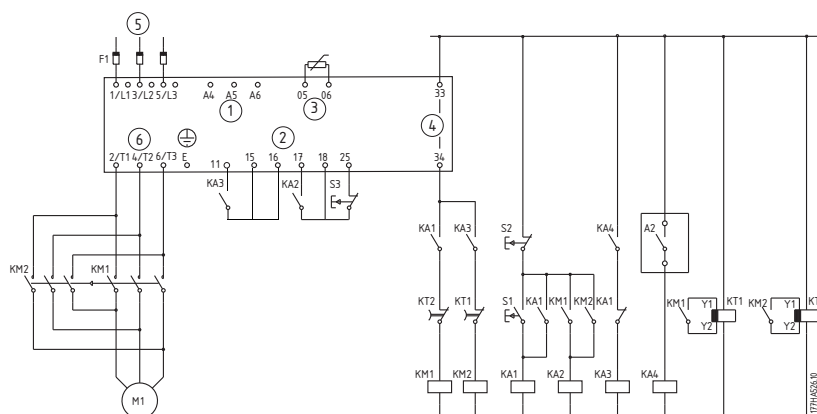 5
F1
1/L1 3/L2 5/L3 A4 A5 A6 05 06 33
1 3
2 4
6
2/T1 4/T2 6/T3 E 11 15 16 17 18 25 34
KA3 KA2 S3
KA1 KA3 S2 KA4 A2
KM2 KM1
KT2 KT1 S1 KA1 KM1 KM2 KA1 KM1 Y1 KT1 KM2 Y1
Y2 Y2
KM1 KM2 KA1 KA2 KA3 KA4
M1
177HA526.10